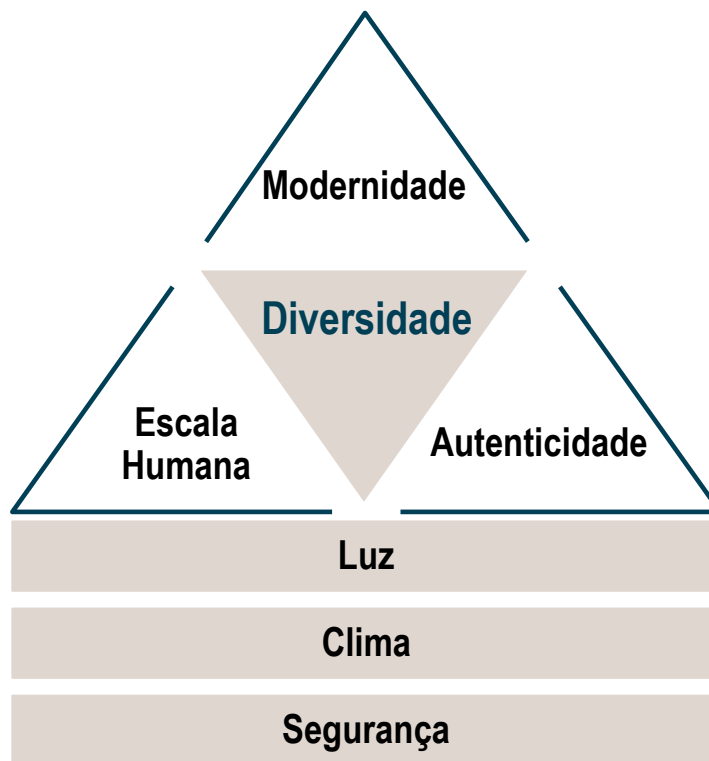 Modernidade
Diversidade
Escala
Humana
Autenticidade
Luz
Clima
Segurança